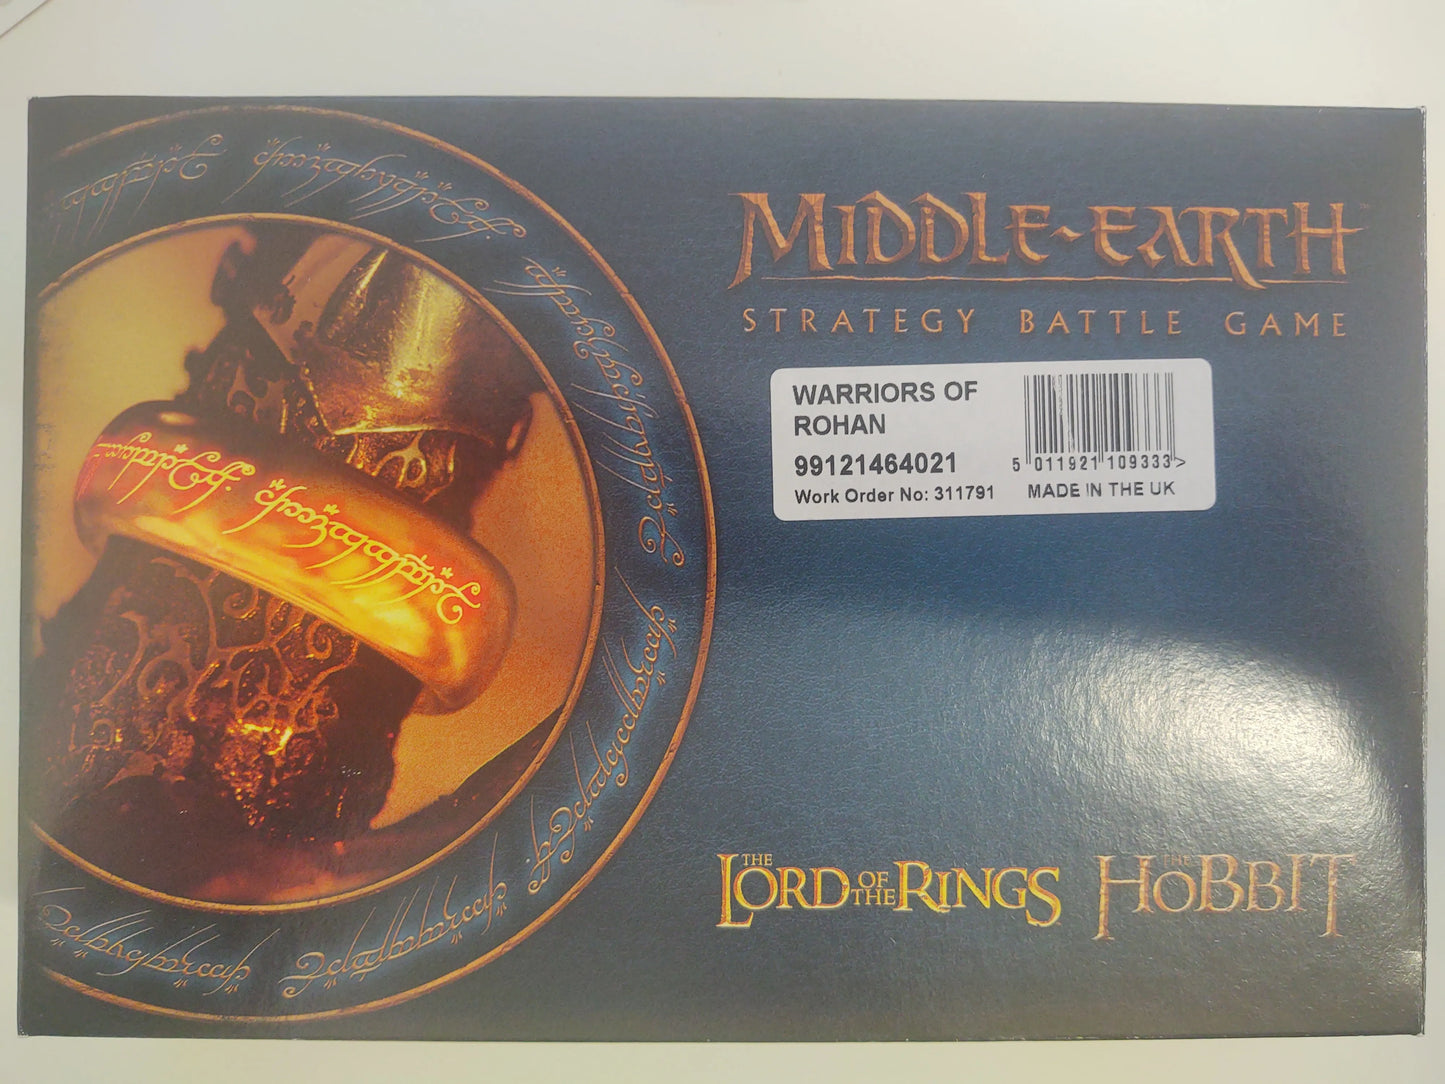 MIDDLE-EARTH
STRATEGY BATTLE GAME
WARRIORS OF
ROHAN
99121464021
Work Order No: 311791
5 011921 109333 >
MADE IN THE UK
THE LORD OF THE RINGS
THE HOBBIT